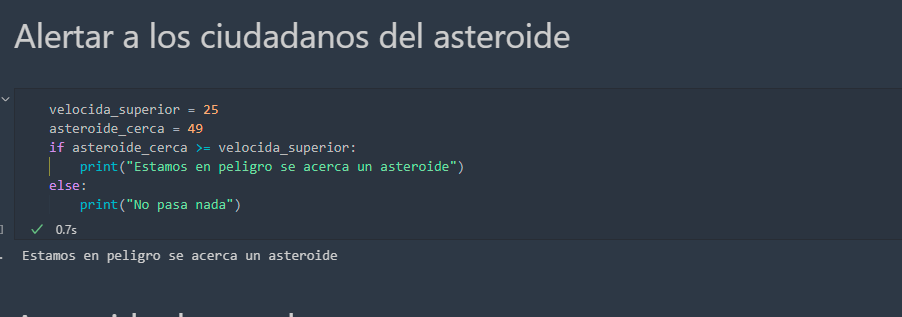 Alertar a los ciudadanos del asteroide
velocida_superior = 25
asteroide_cerca = 49
if asteroide_cerca >= velocida_superior:
    print("Estamos en peligro se acerca un asteroide")
else:
    print("No pasa nada")
0.7s
Estamos en peligro se acerca un asteroide